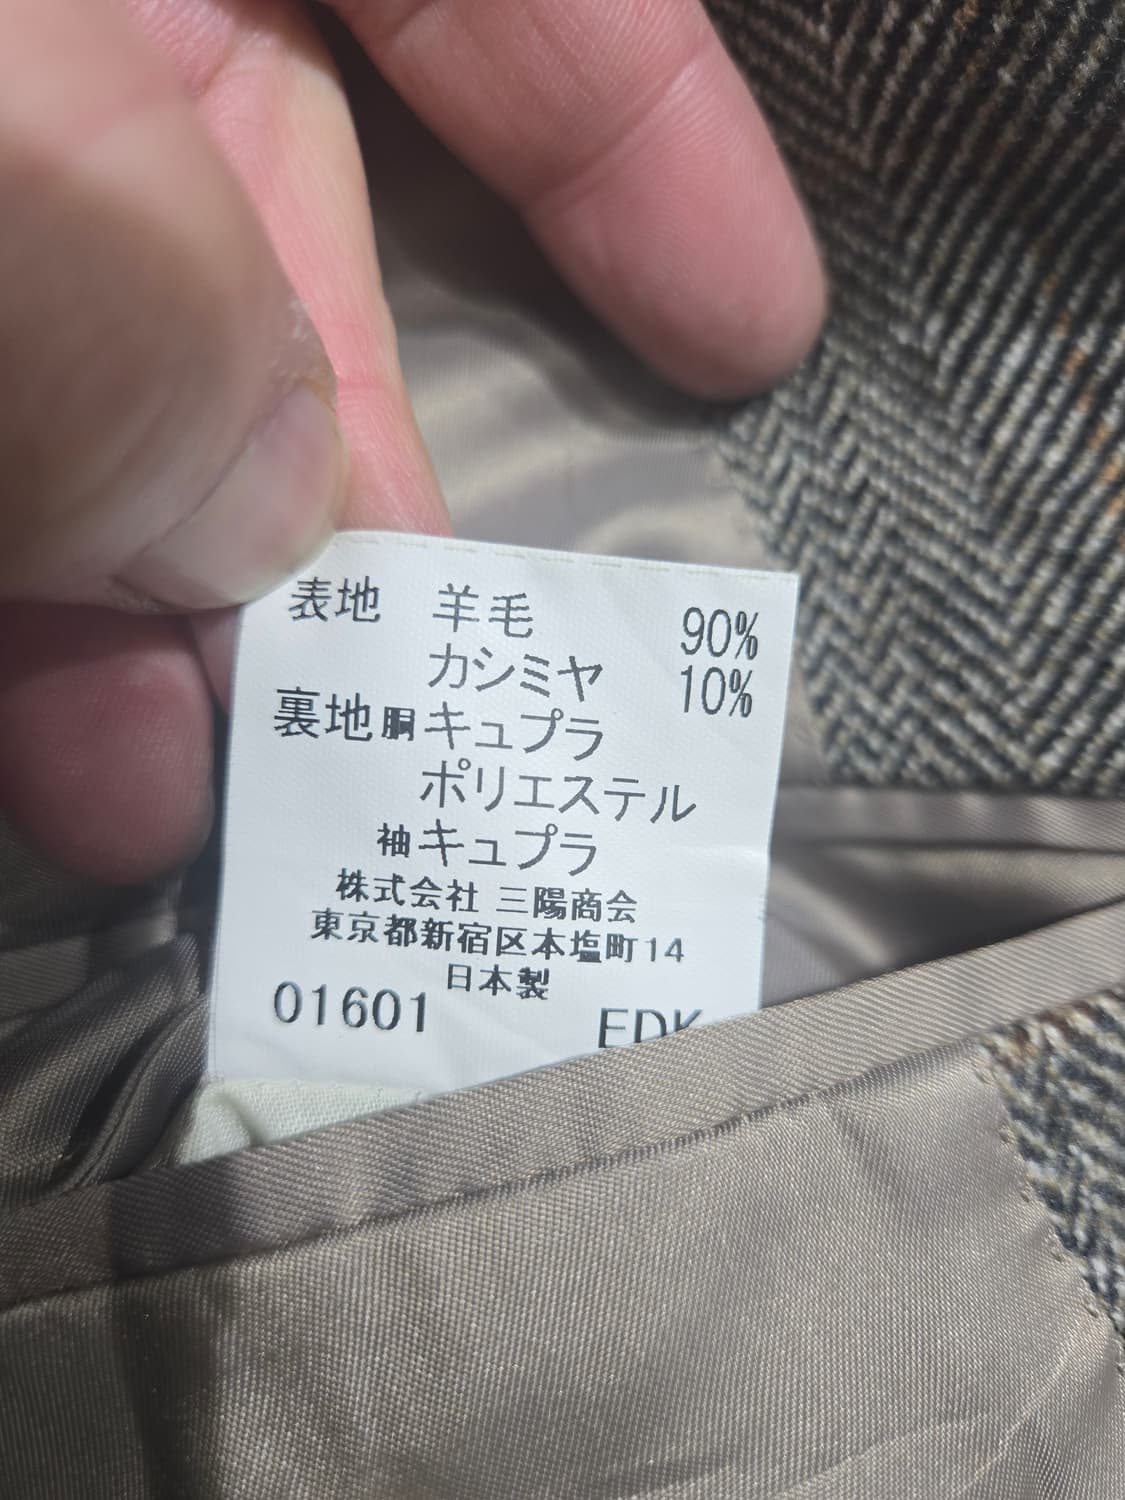 表地 羊毛 90%
カシミヤ 10%
裏地 胴 キュプラ
ポリエステル
袖 キュプラ
株式会社 三陽商会
東京都新宿区本塩町14
日本製
01601 EDK